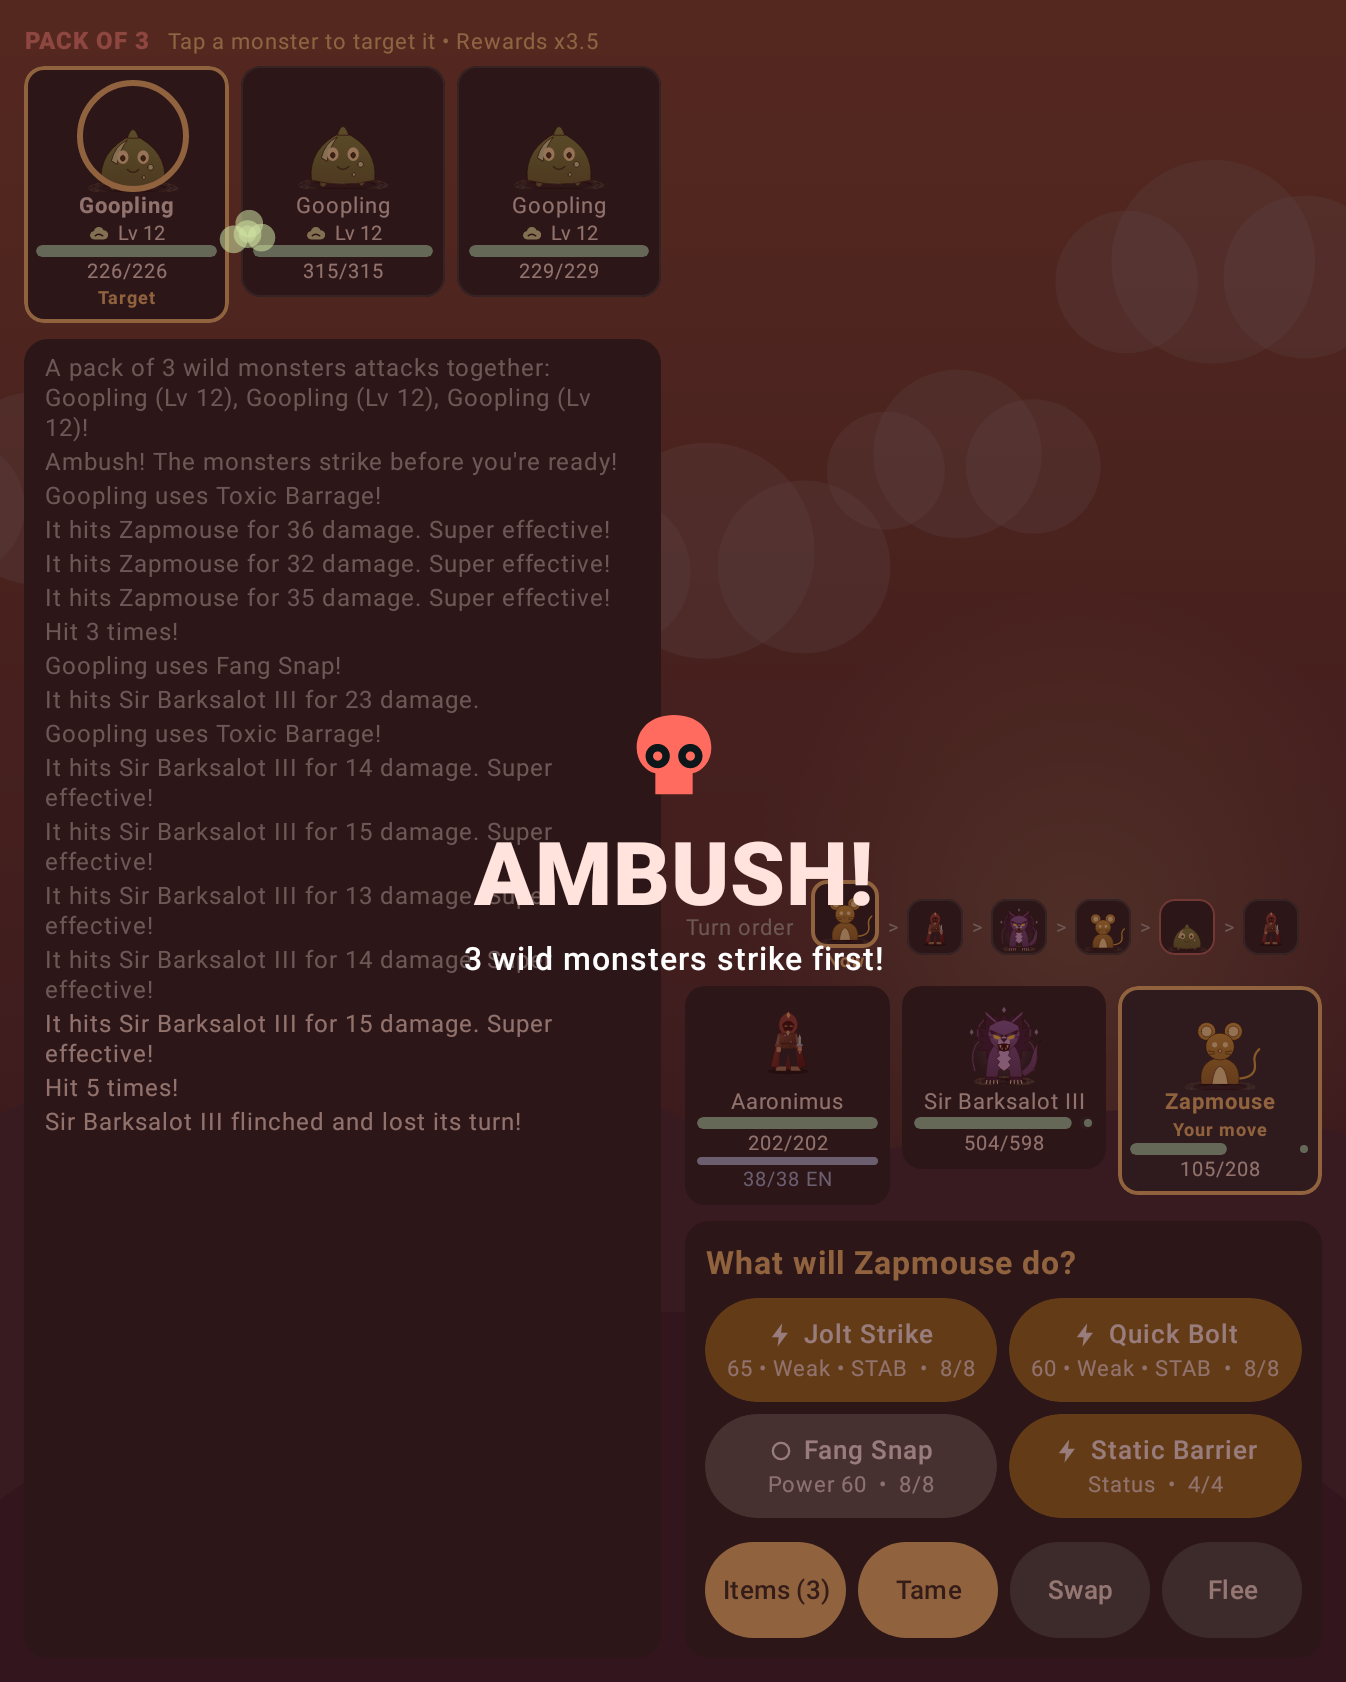 PACK OF 3 Tap a monster to target it • Rewards x3.5
Goopling
Lv 12
226/226
Target
Goopling
Lv 12
315/315
Goopling
Lv 12
229/229
A pack of 3 wild monsters attacks together:
Goopling (Lv 12), Goopling (Lv 12), Goopling (Lv
12)!
Ambush! The monsters strike before you're ready!
Goopling uses Toxic Barrage!
It hits Zapmouse for 36 damage. Super effective!
It hits Zapmouse for 32 damage. Super effective!
It hits Zapmouse for 35 damage. Super effective!
Hit 3 times!
Goopling uses Fang Snap!
It hits Sir Barksalot III for 23 damage.
Goopling uses Toxic Barrage!
It hits Sir Barksalot III for 14 damage. Super
effective!
It hits Sir Barksalot III for 15 damage. Super
effective!
It hits Sir Barksalot III for 13 damage. Super
effective!
It hits Sir Barksalot III for 14 damage. Super
effective!
It hits Sir Barksalot III for 15 damage. Super
effective!
Hit 5 times!
Sir Barksalot III flinched and lost its turn!
AMBUSH!
3 wild monsters strike first!
Turn order > > > > >
Aaronimus
202/202
38/38 EN
Sir Barksalot III
504/598
Zapmouse
Your move
105/208
What will Zapmouse do?
Jolt Strike
65 • Weak • STAB • 8/8
Quick Bolt
60 • Weak • STAB • 8/8
Fang Snap
Power 60 • 8/8
Static Barrier
Status • 4/4
Items (3)
Tame
Swap
Flee